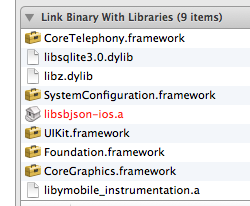 Link Binary With Libraries (9 items)
CoreTelephony.framework
libsqlite3.0.dylib
libz.dylib
SystemConfiguration.framework
libsbjson-ios.a
UIKit.framework
Foundation.framework
CoreGraphics.framework
libymobile_instrumentation.a